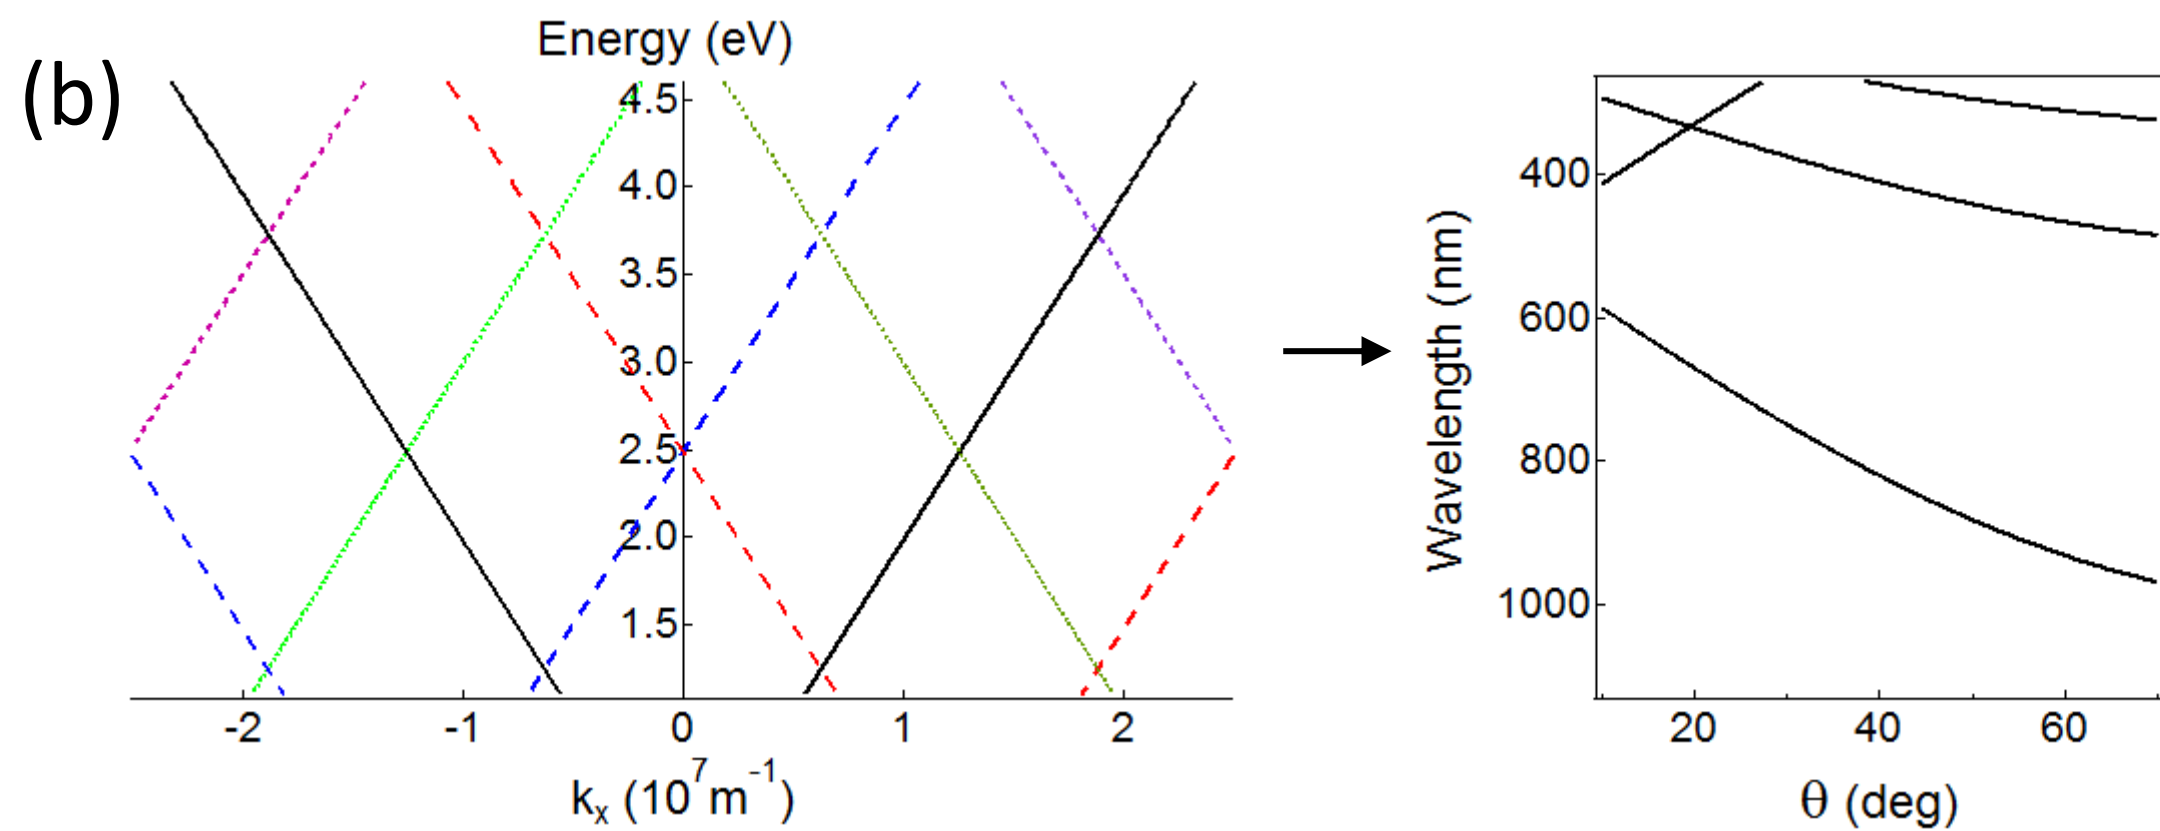 (b)
Energy (eV)
4.5
4.0
3.5
3.0
2.5
2.0
1.5
-2 -1 0 1 2
kₓ (10⁷m⁻¹)
Wavelength (nm)
400
600
800
1000
20 40 60
θ (deg)